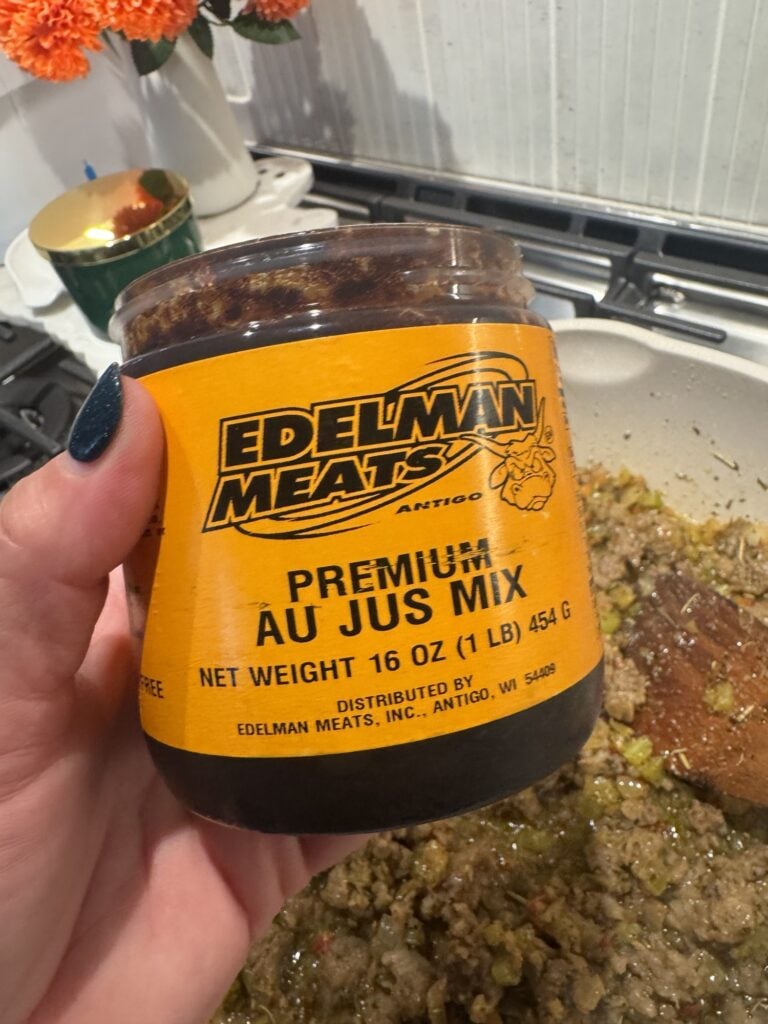 EDELMAN
MEATS
ANTIGO
®
PREMIUM
AU JUS MIX
NET WEIGHT 16 OZ (1 LB) 454 G
FREE
DISTRIBUTED BY
EDELMAN MEATS, INC., ANTIGO, WI 54409